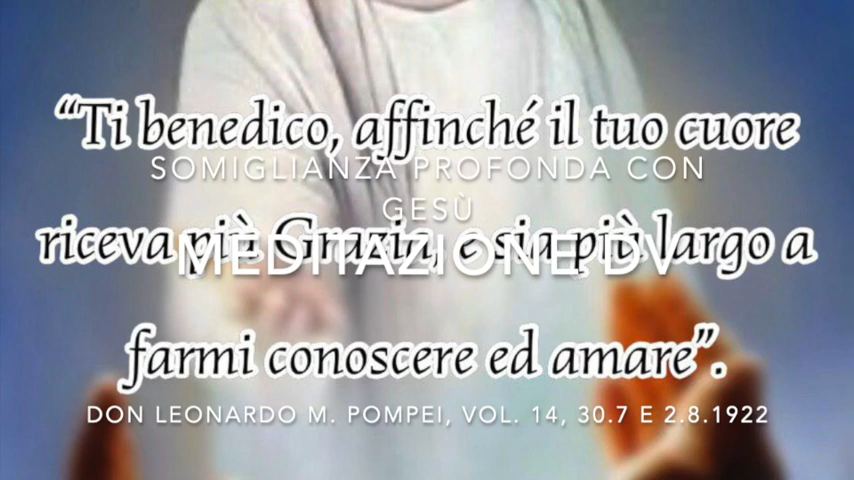 “Ti benedico, affinché il tuo cuore
SOMIGLIANZA PROFONDA CON
GESÙ
riceva più Grazia, e sia più largo a
MEDITAZIONE DV
farmi conoscere ed amare”.
DON LEONARDO M. POMPEI, VOL. 14, 30.7 E 2.8.1922